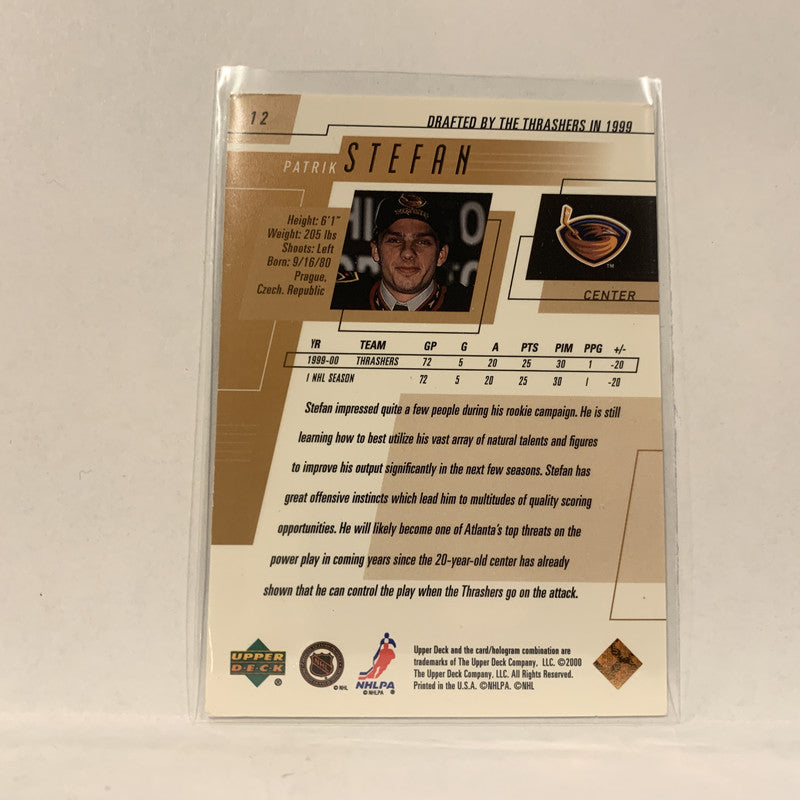 12
DRAFTED BY THE THRASHERS IN 1999
PATRIK STEFAN
Height: 6'1"
Weight: 205 lbs
Shoots: Left
Born: 9/16/80
Prague,
Czech. Republic
THRASHERS
TM
CENTER
YR TEAM GP G A PTS PIM PPG +/-
1999-00 THRASHERS 72 5 20 25 30 1 -20
1 NHL SEASON 72 5 20 25 30 1 -20
Stefan impressed quite a few people during his rookie campaign. He is still
learning how to best utilize his vast array of natural talents and figures
to improve his output significantly in the next few seasons. Stefan has
great offensive instincts which lead him to multitudes of quality scoring
opportunities. He will likely become one of Atlanta's top threats on the
power play in coming years since the 20-year-old center has already
shown that he can control the play when the Thrashers go on the attack.
UPPER
DECK
®
NHL
©NHL
NHLPA
©NHLPA
Upper Deck and the card/hologram combination are
trademarks of The Upper Deck Company, LLC. ©2000
The Upper Deck Company, LLC. All Rights Reserved.
Printed in the U.S.A. ©NHLPA. ©NHL